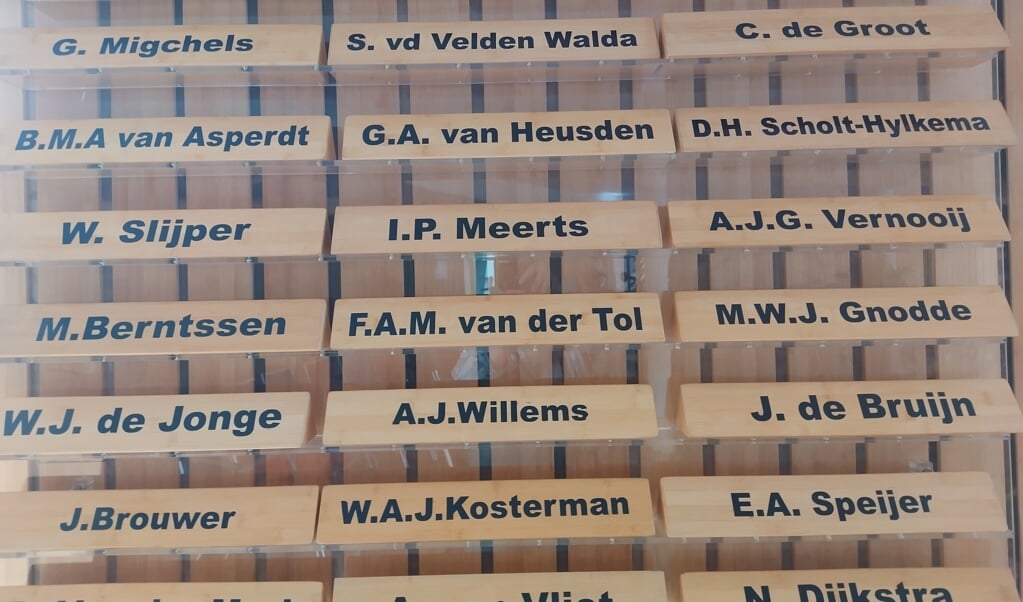 G. Migchels
S. vd Velden Walda
C. de Groot
B.M.A van Asperdt
G.A. van Heusden
D.H. Scholt-Hylkema
W. Slijper
I.P. Meerts
A.J.G. Vernooij
M.Berntssen
F.A.M. van der Tol
M.W.J. Gnodde
W.J. de Jonge
A.J.Willems
J. de Bruijn
J.Brouwer
W.A.J.Kosterman
E.A. Speijer
Vliet
N. Dijkstra